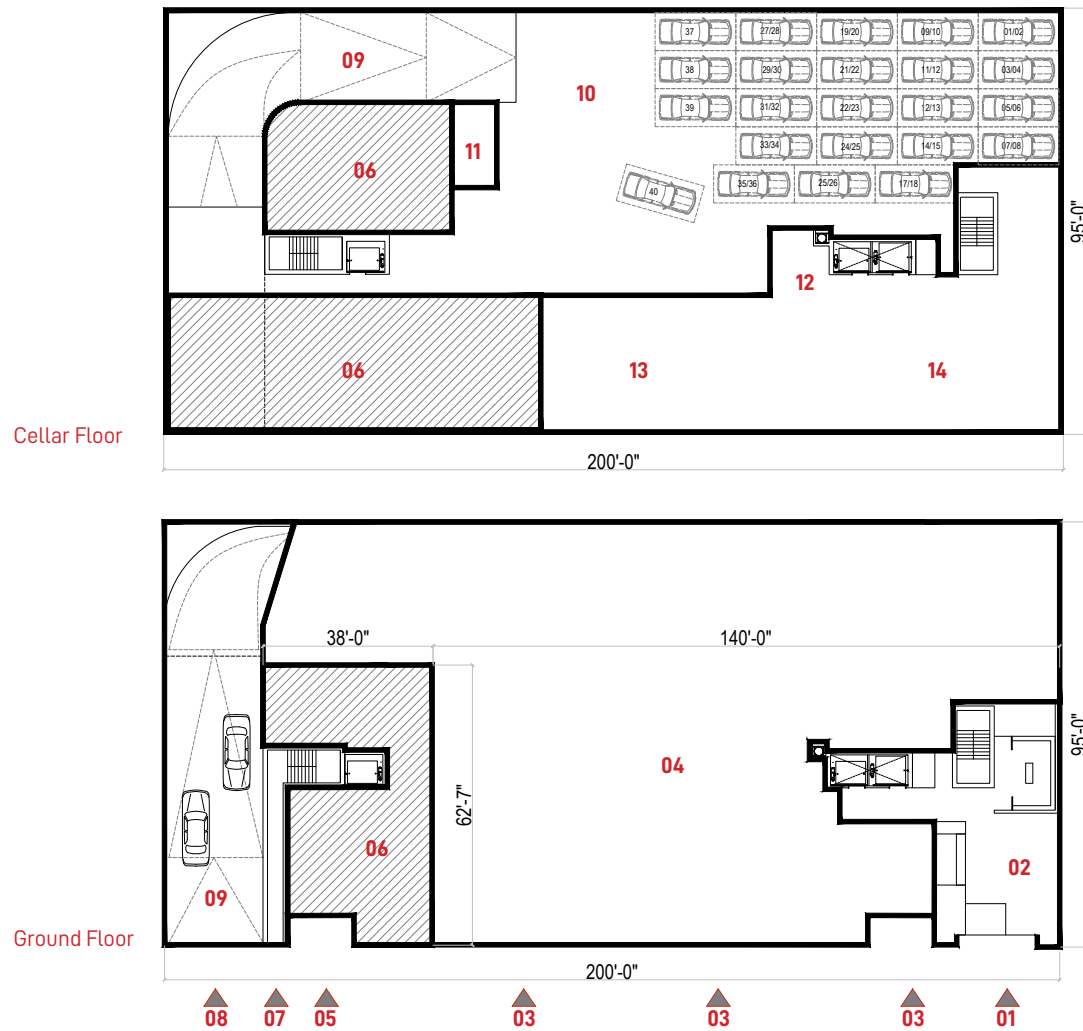 37 27/28 19/20 09/10 01/02
09
38 29/30 21/22 11/12 03/04
10
39 31/32 22/23 12/13 05/06
11
33/34 24/25 14/15 07/08
06
40 35/36 25/26 17/18
95'-0"
12
06 13 14
Cellar Floor
200'-0"
38'-0" 140'-0"
95'-0"
04
62'-7"
06
02
09
Ground Floor
200'-0"
08 07 05 03 03 03 01